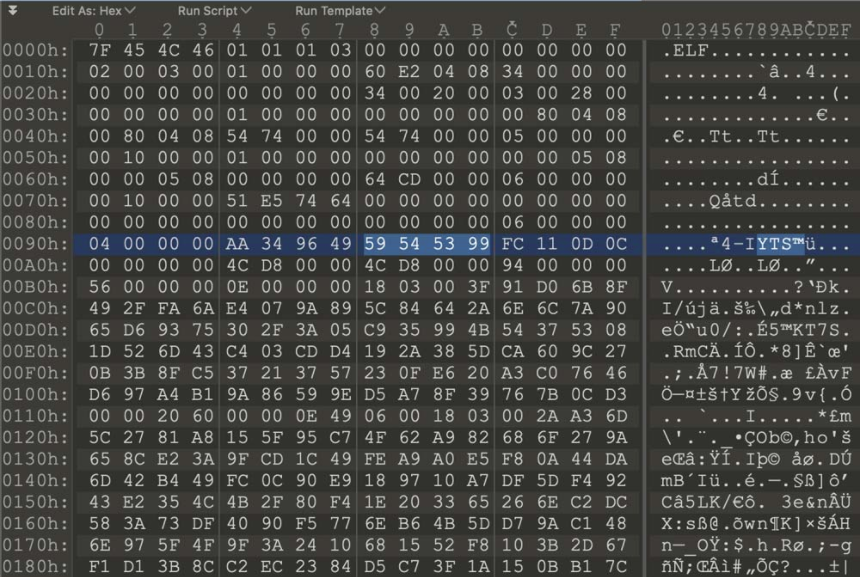 Edit As: Hex Run Script Run Template
0 1 2 3 4 5 6 7 8 9 A B Č D E F 0123456789ABČDEF
0000h: 7F 45 4C 46 01 01 01 03 00 00 00 00 00 00 00 00 .ELF............
0010h: 02 00 03 00 01 00 00 00 60 E2 04 08 34 00 00 00 ........`â..4...
0020h: 00 00 00 00 00 00 00 00 34 00 20 00 03 00 28 00 ........4. ...(.
0030h: 00 00 00 00 01 00 00 00 00 00 00 00 00 80 04 08 .............€..
0040h: 00 80 04 08 54 74 00 00 54 74 00 00 05 00 00 00 .€..Tt..Tt......
0050h: 00 10 00 00 01 00 00 00 00 00 00 00 00 00 05 08 ................
0060h: 00 00 05 08 00 00 00 00 64 CD 00 00 06 00 00 00 ........dÍ......
0070h: 00 10 00 00 51 E5 74 64 00 00 00 00 00 00 00 00 ....Qåtd........
0080h: 00 00 00 00 00 00 00 00 00 00 00 00 06 00 00 00 ................
0090h: 04 00 00 00 AA 34 96 49 59 54 53 99 FC 11 0D 0C ....ª4–IYTS™ü...
00A0h: 00 00 00 00 4C D8 00 00 4C D8 00 00 94 00 00 00 ....LØ..LØ..”...
00B0h: 56 00 00 00 0E 00 00 00 18 03 00 3F 91 D0 6B 8F V..........?‘Ðk.
00C0h: 49 2F FA 6A E4 07 9A 89 5C 84 64 2A 6E 6C 7A 90 I/újä.š‰\„d*nlz.
00D0h: 65 D6 93 75 30 2F 3A 05 C9 35 99 4B 54 37 53 08 eÖ“u0/:.É5™KT7S.
00E0h: 1D 52 6D 43 C4 03 CD D4 19 2A 38 5D CA 60 9C 27 .RmCÄ.ÍÔ.*8]Ê`œ'
00F0h: 0B 3B 8F C5 37 21 37 57 23 0F E6 20 A3 C0 76 46 .;.Å7!7W#.æ £ÀvF
0100h: D6 97 A4 B1 9A 86 59 9E D5 A7 8F 39 76 7B 0C D3 Ö—¤±š†YžÕ§.9v{.Ó
0110h: 00 00 20 60 00 00 0E 49 06 00 18 03 00 2A A3 6D .. `...I.....*£m
0120h: 5C 27 81 A8 15 5F 95 C7 4F 62 A9 82 68 6F 27 9A \'.¨._•ÇOb©‚ho'š
0130h: 65 8C E2 3A 9F CD 1C 49 FE A9 A0 E5 F8 0A 44 DA eŒâ:ŸÍ.Iþ© åø.DÚ
0140h: 6D 42 B4 49 FC 0C 90 E9 18 97 10 A7 DF 5D F4 92 mB´Iü..é.—.§ß]ô’
0150h: 43 E2 35 4C 4B 2F 80 F4 1E 20 33 65 26 6E C2 DC Câ5LK/€ô. 3e&nÂÜ
0160h: 58 3A 73 DF 40 90 F5 77 6E B6 4B 5D D7 9A C1 48 X:sß@.õwn¶K]×šÁH
0170h: 6E 97 5F 4F 9F 3A 24 10 68 15 52 F8 10 3B 2D 67 n—_OŸ:$.h.Rø.;-g
0180h: F1 D1 3B 8C C2 EC 23 84 D5 C7 3F 1A 15 0B B1 7C ñÑ;ŒÂì#„ÕÇ?...±|